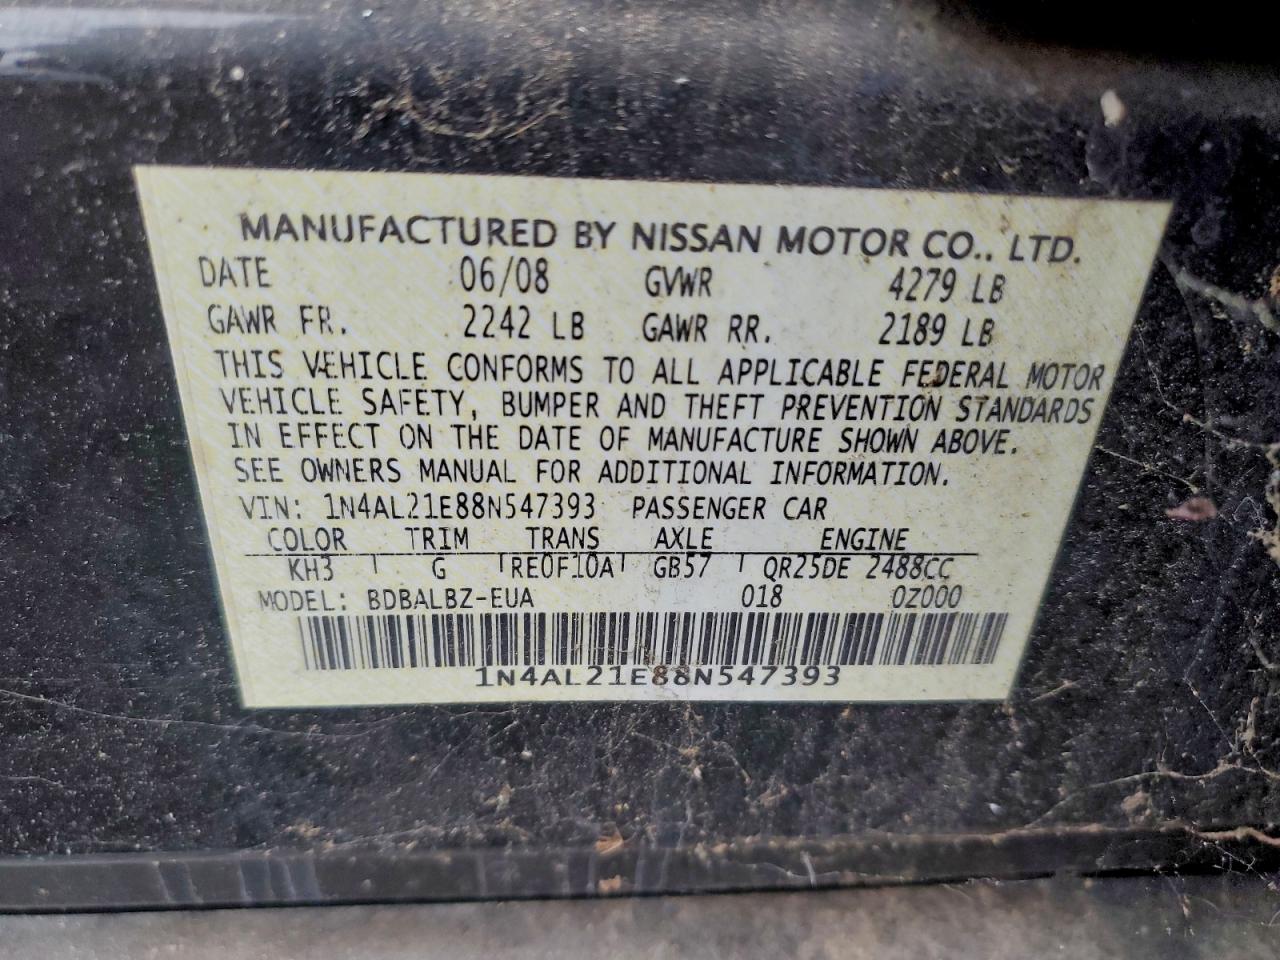 MANUFACTURED BY NISSAN MOTOR CO., LTD.
DATE 06/08 GVWR 4279 LB
GAWR FR. 2242 LB GAWR RR. 2189 LB
THIS VEHICLE CONFORMS TO ALL APPLICABLE FEDERAL MOTOR
VEHICLE SAFETY, BUMPER AND THEFT PREVENTION STANDARDS
IN EFFECT ON THE DATE OF MANUFACTURE SHOWN ABOVE.
SEE OWNERS MANUAL FOR ADDITIONAL INFORMATION.
VIN: 1N4AL21E88N547393 PASSENGER CAR
COLOR TRIM TRANS AXLE ENGINE
KH3 G RE0F10A GB57 QR25DE 2488CC
MODEL: BDBALBZ-EUA 018 0Z000
1N4AL21E88N547393